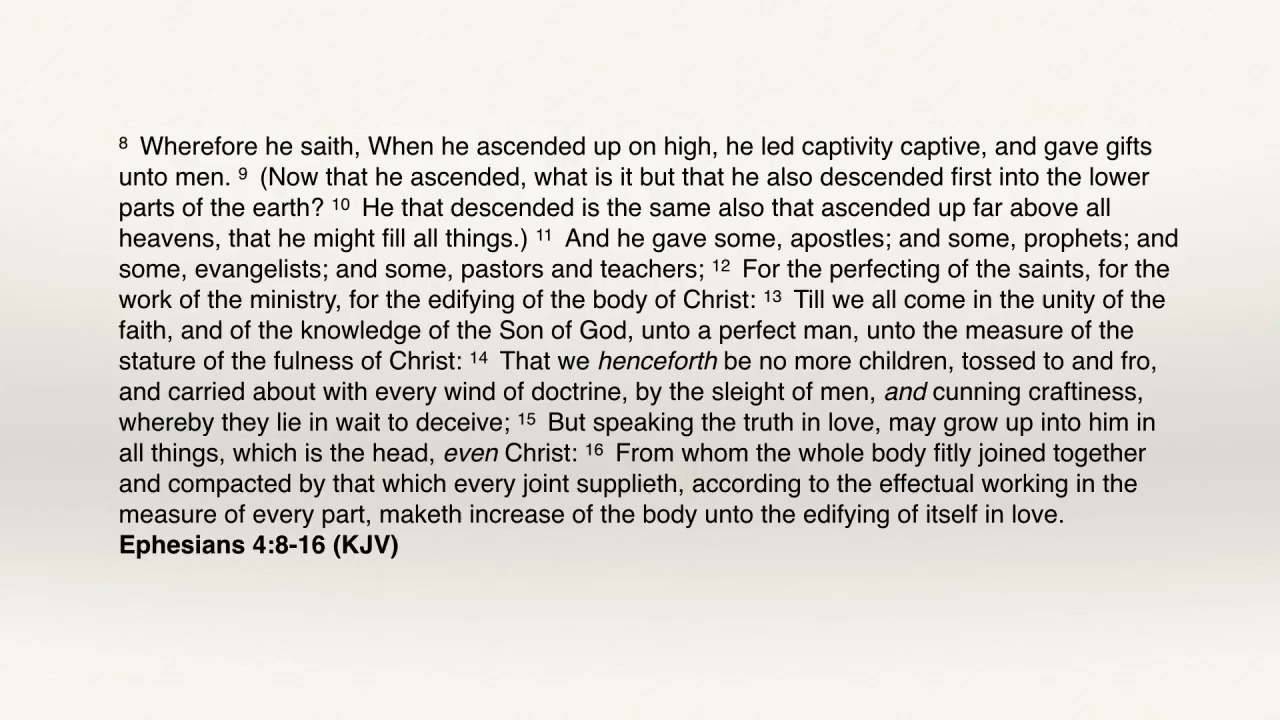 8 Wherefore he saith, When he ascended up on high, he led captivity captive, and gave gifts
unto men. 9 (Now that he ascended, what is it but that he also descended first into the lower
parts of the earth? 10 He that descended is the same also that ascended up far above all
heavens, that he might fill all things.) 11 And he gave some, apostles; and some, prophets; and
some, evangelists; and some, pastors and teachers; 12 For the perfecting of the saints, for the
work of the ministry, for the edifying of the body of Christ: 13 Till we all come in the unity of the
faith, and of the knowledge of the Son of God, unto a perfect man, unto the measure of the
stature of the fulness of Christ: 14 That we henceforth be no more children, tossed to and fro,
and carried about with every wind of doctrine, by the sleight of men, and cunning craftiness,
whereby they lie in wait to deceive; 15 But speaking the truth in love, may grow up into him in
all things, which is the head, even Christ: 16 From whom the whole body fitly joined together
and compacted by that which every joint supplieth, according to the effectual working in the
measure of every part, maketh increase of the body unto the edifying of itself in love.
Ephesians 4:8-16 (KJV)